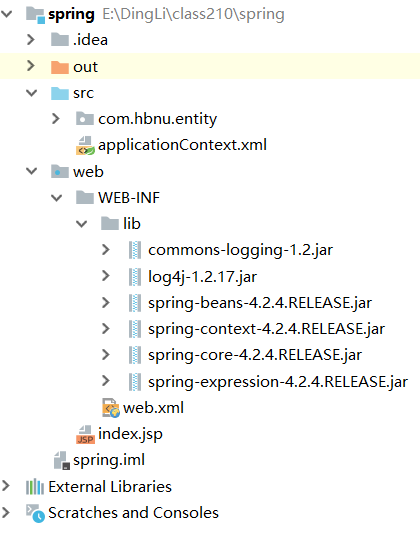 spring E:\DingLi\class210\spring
.idea
out
src
com.hbnu.entity
applicationContext.xml
web
WEB-INF
lib
commons-logging-1.2.jar
log4j-1.2.17.jar
spring-beans-4.2.4.RELEASE.jar
spring-context-4.2.4.RELEASE.jar
spring-core-4.2.4.RELEASE.jar
spring-expression-4.2.4.RELEASE.jar
web.xml
JSP index.jsp
spring.iml
External Libraries
Scratches and Consoles